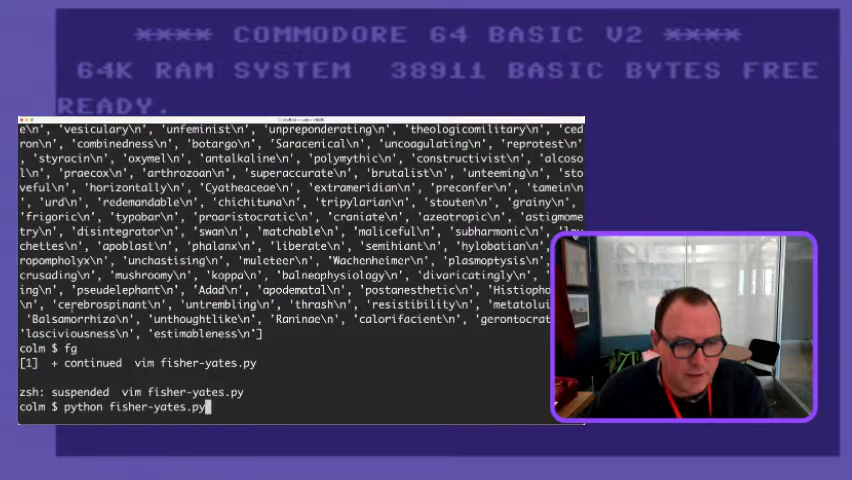 **** COMMODORE 64 BASIC V2 ****
64K RAM SYSTEM 38911 BASIC BYTES FREE
READY.
e\n', 'vesiculary\n', 'unfeminist\n', 'unpreponderating\n', 'theologicomilitary\n', 'ced
ron\n', 'combinedness\n', 'botargo\n', 'Saracenical\n', 'uncoagulating\n', 'reprotest\n',
'styracin\n', 'oxymel\n', 'antalkaline\n', 'polymythic\n', 'constructivist\n', 'alcoso
l\n', 'praecox\n', 'arthrozoan\n', 'superaccurate\n', 'brutalist\n', 'unteeming\n', 'sto
veful\n', 'horizontally\n', 'Cyatheaceae\n', 'extrameridian\n', 'preconfer\n', 'tamein\n
', 'urd\n', 'redemandable\n', 'chichituna\n', 'tripylarian\n', 'stouten\n', 'grainy\n',
'frigoric\n', 'typobar\n', 'proaristocratic\n', 'craniate\n', 'azeotropic\n', 'astigmome
try\n', 'disintegrator\n', 'swan\n', 'matchable\n', 'maliceful\n', 'subharmonic\n',
chettes\n', 'apoblast\n', 'phalanx\n', 'liberate\n', 'semihiant\n', 'hylobatian\n',
ropompholyx\n', 'unchastising\n', 'muleteer\n', 'Wachenheimer\n', 'plasmoptysis\n',
crusading\n', 'mushroomy\n', 'koppa\n', 'balneophysiology\n', 'divaricatingly\n',
ing\n', 'pseudelephant\n', 'Adad\n', 'apodematal\n', 'postanesthetic\n', 'Histiopho
\n', 'cerebrospinant\n', 'untrembling\n', 'thrash\n', 'resistibility\n', 'metatolui
'Balsamorrhiza\n', 'unthoughtlike\n', 'Raninae\n', 'calorifacient\n', 'gerontocrat
'lasciviousness\n', 'estimableness\n']
colm $ fg
[1]  + continued  vim fisher-yates.py
zsh: suspended  vim fisher-yates.py
colm $ python fisher-yates.py